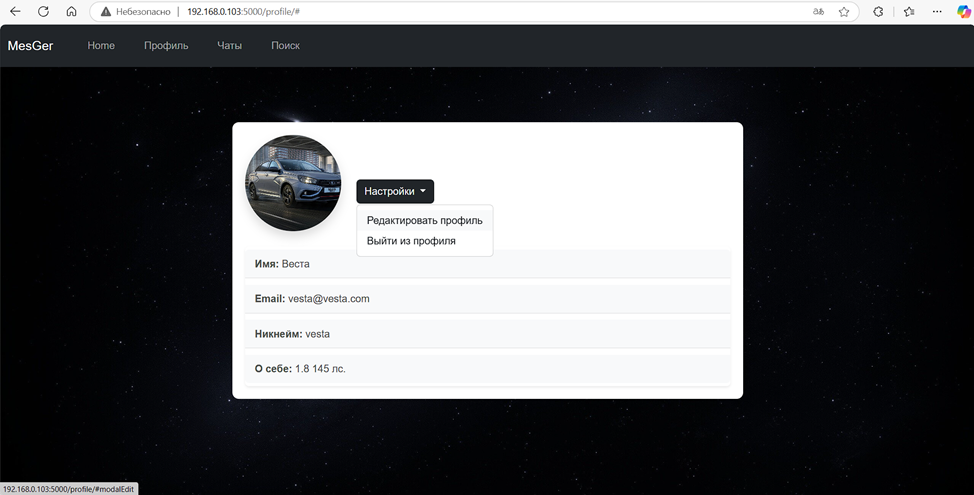 Небезопасно 192.168.0.103:5000/profile/#
MesGer Home Профиль Чаты Поиск
Настройки
Редактировать профиль
Выйти из профиля
Имя: Веста
Email: vesta@vesta.com
Никнейм: vesta
О себе: 1.8 145 лс.
192.168.0.103:5000/profile/#modalEdit